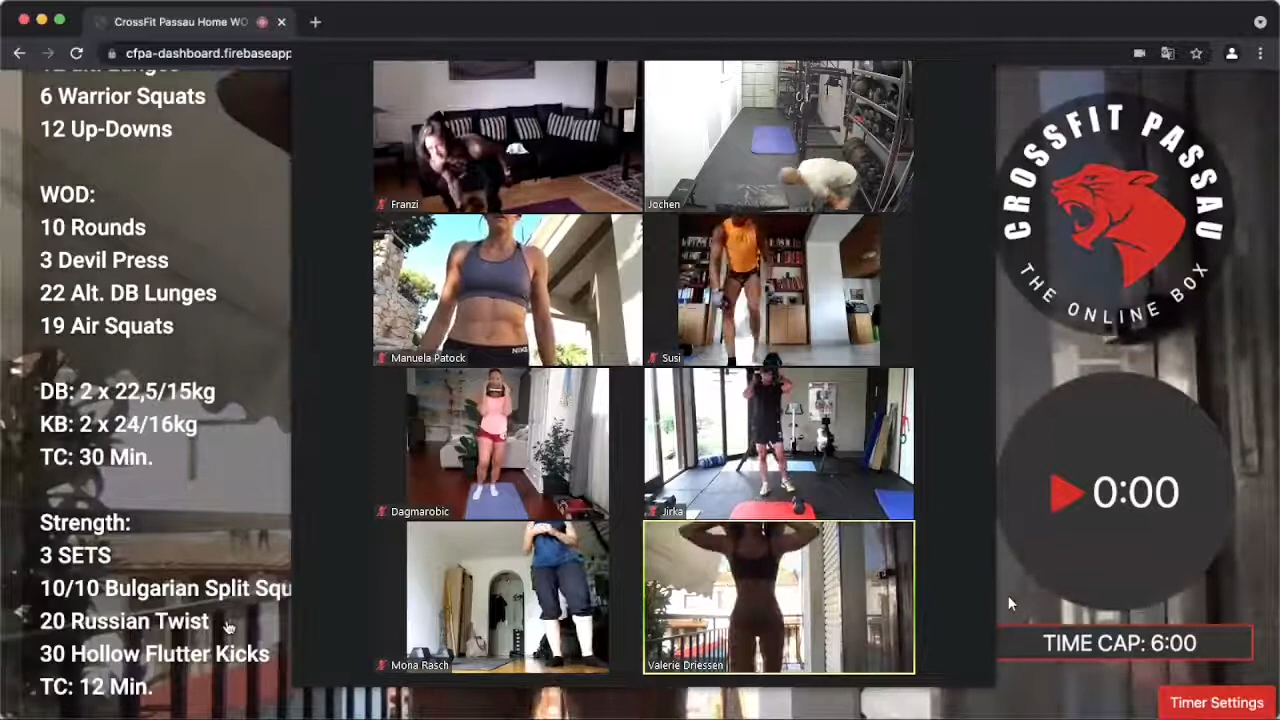 CrossFit Passau Home WO
cfpa-dashboard.firebaseapp
6 Warrior Squats
12 Up-Downs
WOD:
10 Rounds
3 Devil Press
22 Alt. DB Lunges
19 Air Squats
DB: 2 x 22,5/15kg
KB: 2 x 24/16kg
TC: 30 Min.
Strength:
3 SETS
10/10 Bulgarian Split Squ
20 Russian Twist
30 Hollow Flutter Kicks
TC: 12 Min.
Franzi
Jochen
Manuela Patock
NIKE
Susi
Dagmarobic
Jirka
Mona Rasch
Valerie Driessen
CROSSFIT PASSAU
THE ONLINE BOX
0:00
TIME CAP: 6:00
Timer Settings